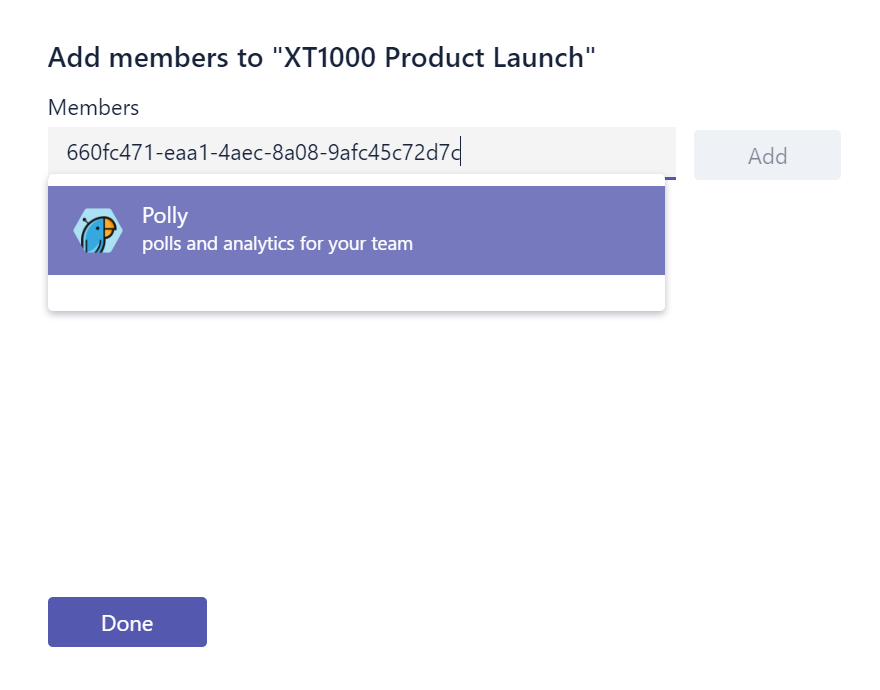 Add members to "XT1000 Product Launch"
Members
660fc471-eaa1-4aec-8a08-9afc45c72d7c
Add
Polly
polls and analytics for your team
Done